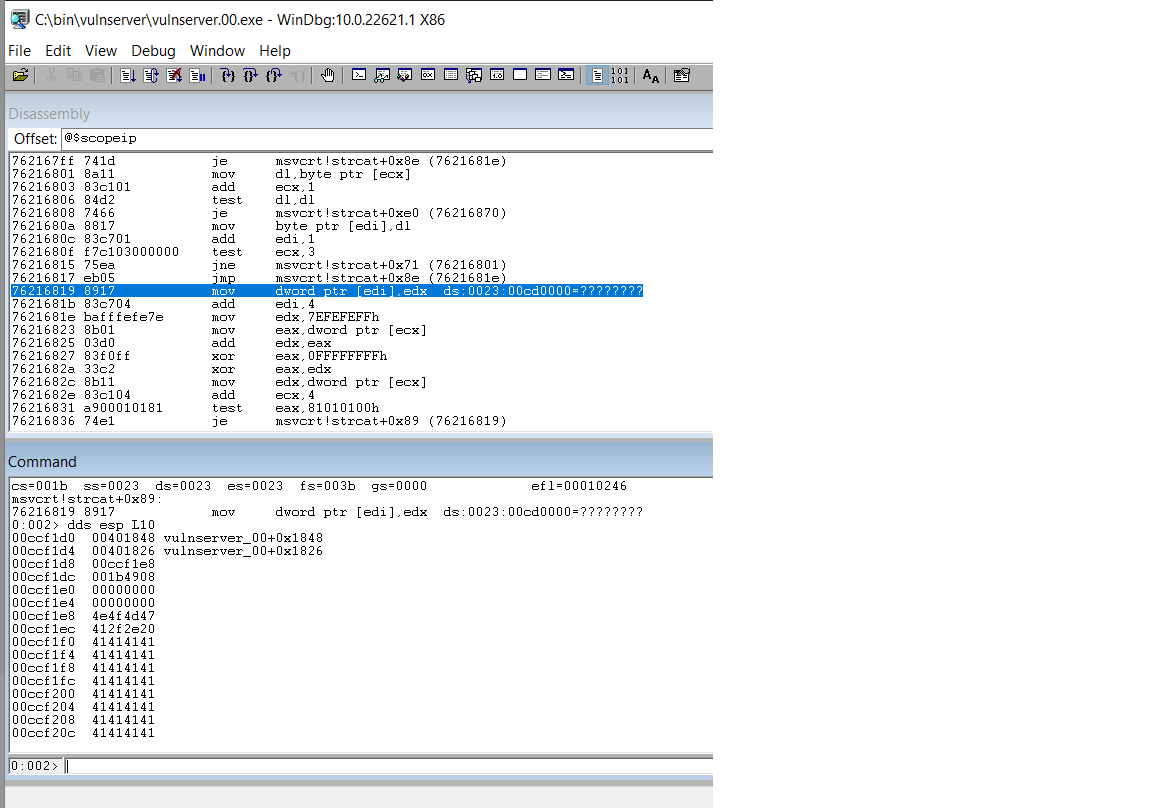 C:\bin\vulnserver\vulnserver.00.exe - WinDbg:10.0.22621.1 X86
File Edit View Debug Window Help
Disassembly
Offset: @$scopeip
762167ff 741d je msvcrt!strcat+0x8e (7621681e)
76216801 8a11 mov dl,byte ptr [ecx]
76216803 83c101 add ecx,1
76216806 84d2 test dl,dl
76216808 7466 je msvcrt!strcat+0xe0 (76216870)
7621680a 8817 mov byte ptr [edi],dl
7621680c 83c701 add edi,1
7621680f f7c103000000 test ecx,3
76216815 75ea jne msvcrt!strcat+0x71 (76216801)
76216817 eb05 jmp msvcrt!strcat+0x8e (7621681e)
76216819 8917 mov dword ptr [edi],edx ds:0023:00cd0000=????????
7621681b 83c704 add edi,4
7621681e bafffefe7e mov edx,7EFEFEFFh
76216823 8b01 mov eax,dword ptr [ecx]
76216825 03d0 add edx,eax
76216827 83f0ff xor eax,0FFFFFFFFh
7621682a 33c2 xor eax,edx
7621682c 8b11 mov edx,dword ptr [ecx]
7621682e 83c104 add ecx,4
76216831 a900010181 test eax,81010100h
76216836 74e1 je msvcrt!strcat+0x89 (76216819)
Command
cs=001b ss=0023 ds=0023 es=0023 fs=003b gs=0000 efl=00010246
msvcrt!strcat+0x89:
76216819 8917 mov dword ptr [edi],edx ds:0023:00cd0000=????????
0:002> dds esp L10
00ccf1d0 00401848 vulnserver_00+0x1848
00ccf1d4 00401826 vulnserver_00+0x1826
00ccf1d8 00ccf1e8
00ccf1dc 001b4908
00ccf1e0 00000000
00ccf1e4 00000000
00ccf1e8 4e4f4d47
00ccf1ec 412f2e20
00ccf1f0 41414141
00ccf1f4 41414141
00ccf1f8 41414141
00ccf1fc 41414141
00ccf200 41414141
00ccf204 41414141
00ccf208 41414141
00ccf20c 41414141
0:002>